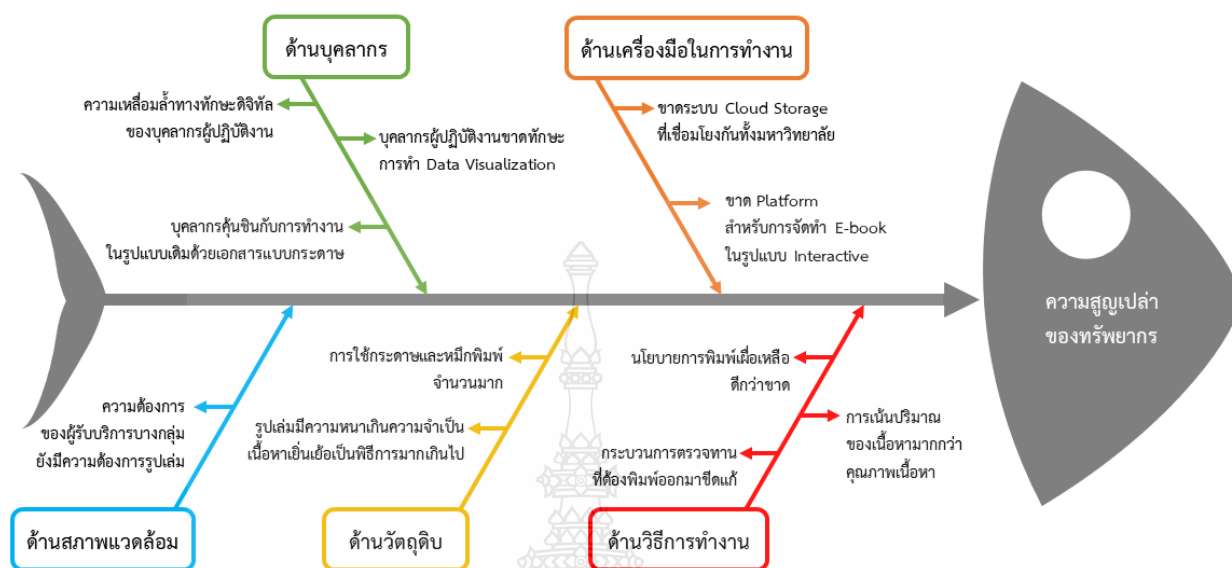 ด้านบุคลากร
ความเหลื่อมล้ำทางทักษะดิจิทัล
ของบุคลากรผู้ปฏิบัติงาน
บุคลากรผู้ปฏิบัติงานขาดทักษะ
การทำ Data Visualization
บุคลากรคุ้นชินกับการทำงาน
ในรูปแบบเดิมด้วยเอกสารแบบกระดาษ
ด้านเครื่องมือในการทำงาน
ขาดระบบ Cloud Storage
ที่เชื่อมโยงกันทั้งมหาวิทยาลัย
ขาด Platform
สำหรับการจัดทำ E-book
ในรูปแบบ Interactive
ความสูญเปล่า
ของทรัพยากร
ความต้องการ
ของผู้รับบริการบางกลุ่ม
ยังมีความต้องการรูปเล่ม
ด้านสภาพแวดล้อม
การใช้กระดาษและหมึกพิมพ์
จำนวนมาก
รูปเล่มมีความหนาเกินความจำเป็น
เนื้อหาเยิ่นเย้อเป็นพิธีการมากเกินไป
ด้านวัตถุดิบ
นโยบายการพิมพ์เผื่อเหลือ
ดีกว่าขาด
การเน้นปริมาณ
ของเนื้อหามากกว่า
คุณภาพเนื้อหา
กระบวนการตรวจทาน
ที่ต้องพิมพ์ออกมาขีดแก้
ด้านวิธีการทำงาน